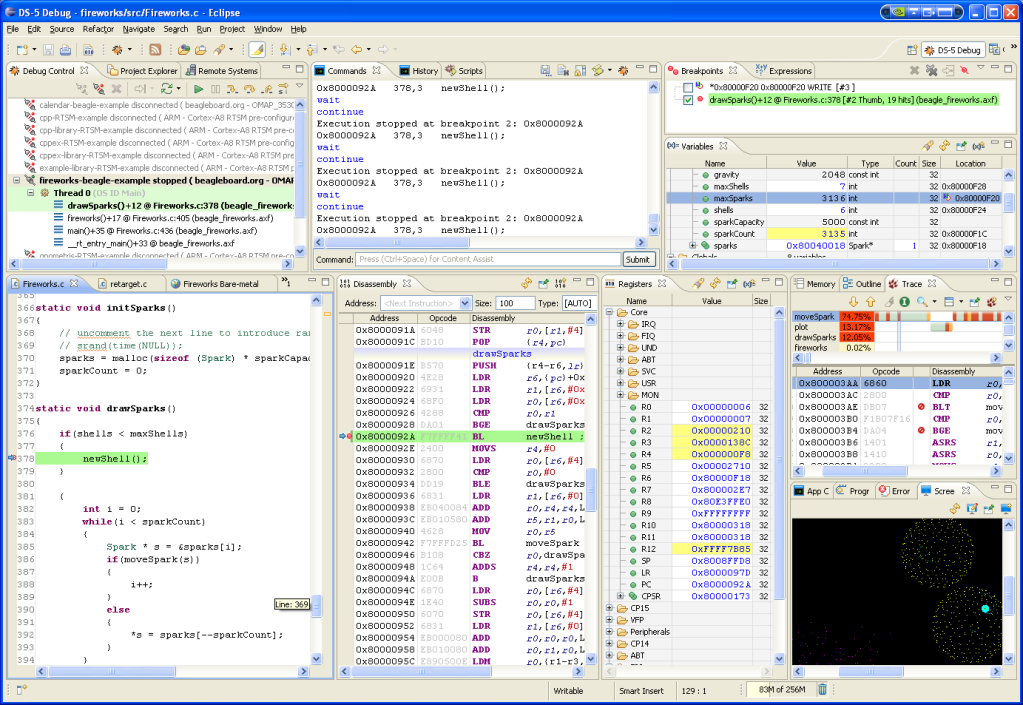 DS-5 Debug - fireworks/src/Fireworks.c - Eclipse
File Edit Source Refactor Navigate Search Run Project Window Help
DS-5 Debug
Debug Control Project Explorer Remote Systems
calendar-beagle-example disconnected ( beagleboard.org - OMAP_3530
cpp-RTSM-example disconnected ( ARM - Cortex-A8 RTSM pre-configure
cpp-library-RTSM-example disconnected ( ARM - Cortex-A8 RTSM pre-
cppex-RTSM-example disconnected ( ARM - Cortex-A8 RTSM pre-config
cppex-library-RTSM-example disconnected ( ARM - Cortex-A8 RTSM pr
example-library-RTSM-example disconnected ( ARM - Cortex-A8 RTSM
fireworks-beagle-example stopped ( beagleboard.org - OMAP
Thread 0 (OS ID Main)
drawSparks()+12 @ Fireworks.c:378 (beagle_fireworks.
fireworks()+17 @ Fireworks.c:405 (beagle_fireworks.axf)
main()+35 @ Fireworks.c:436 (beagle_fireworks.axf)
__rt_entry_main()+33 @ beagle_fireworks.axf
Commands History Scripts
0x8000092A 378,3 newShell();
wait
continue
Execution stopped at breakpoint 2: 0x8000092A
0x8000092A 378,3 newShell();
wait
continue
Execution stopped at breakpoint 2: 0x8000092A
0x8000092A 378,3 newShell();
wait
continue
Execution stopped at breakpoint 2: 0x8000092A
0x8000092A 378,3 newShell();
Command: Press (Ctrl+Space) for Content Assist Submit
Breakpoints Expressions
*0x80000F20 0x80000F20 WRITE [#3 ]
drawSparks()+12 @ Fireworks.c:378 [#2 Thumb, 19 hits] (beagle_fireworks.axf)
Variables
Name Value Type Count Size Location
gravity 2048 const int 32
maxShells 7 int 32 0x80000F28
maxSparks 3136 int 32 0x80000F20
shells 6 int 32 0x80000F24
sparkCapacity 5000 const int 32
sparkCount 3135 int 32 0x80000F1C
sparks 0x80040018 Spark* 1 32 0x80000F18
Fireworks.c retarget.c Fireworks Bare-metal
365
366 static void initSparks()
367 {
368 // uncomment the next line to introduce ran
369 // srand(time(NULL));
370 sparks = malloc(sizeof (Spark) * sparkCapac
371 sparkCount = 0;
372 }
373
374 static void drawSparks()
375 {
376 if(shells < maxShells)
377 {
378 newShell();
379 }
380
381 {
382 int i = 0;
383 while(i < sparkCount)
384 {
385 Spark * s = &sparks[i];
386 if(moveSpark(s))
387 {
388 i++;
389 }
390 else
391 {
392 *s = sparks[--sparkCount];
393 }
394 }
Line: 369
Disassembly
Address: <Next Instruction> Size: 100 Type: [AUTO]
Address Opcode Disassembly
0x8000091A 6048 STR r0,[r1,#4]
0x8000091C BD10 POP {r4,pc}
drawSparks
0x8000091E B570 PUSH {r4-r6,lr}
0x80000920 4E28 LDR r6,{pc}+0x
0x80000922 6931 LDR r1,[r6,#0x
0x80000924 68F0 LDR r0,[r6,#0x
0x80000926 4288 CMP r0,r1
0x80000928 DA01 BGE drawSparks
0x8000092A F7FFFF41 BL newShell ;
0x8000092E 2400 MOVS r4,#0
0x80000930 LDR r0,[r6,#4]
0x80000932 2800 CMP r0,#0
0x80000934 DD19 BLE drawSparks
0x80000936 6831 LDR r1,[r6,#0]
0x80000938 EB040084 ADD r0,r4,r4,L
0x8000093C EB010580 ADD r5,r1,r0,L
0x80000940 4628 MOV r0,r5
0x80000942 F7FFFD25 BL moveSpark
0x80000946 B108 CBZ r0,drawSpa
0x80000948 1C64 ADDS r4,r4,#1
0x8000094A E00B B drawSparks
0x8000094C 6870 LDR r0,[r6,#4]
0x8000094E 1E40 SUBS r0,r0,#1
0x80000950 6070 STR r0,[r6,#4]
0x80000952 6831 LDR r1,[r6,#0]
0x80000954 EB000080 ADD r0,r0,r0,L
0x80000958 EB010080 ADD r0,r1,r0,L
0x8000095C E890500E LDM r0,{r1-r3,
Registers
Name Value Size
Core
IRQ
FIQ
UND
ABT
SVC
USR
MON
R0 0x00000006 32
R1 0x00000007 32
R2 0x00000210 32
R3 0x0000138C 32
R4 0x000000F8 32
R5 0x00002710 32
R6 0x80000F18 32
R7 0x800002E7 32
R8 0x80E3FFE0 32
R9 0xFFFFFFFF 32
R10 0x80000318 32
R11 0x80000318 32
R12 0xFFFF7B85 32
SP 0x8008FFD8 32
LR 0x8000097D 32
PC 0x8000092A 32
CPSR 0x80000173 32
CP15
VFP
Peripherals
CP14
ABT
Memory Outline Trace
moveSpark 74.75%
plot 13.17%
drawSparks 12.05%
fireworks 0.02%
Address Opcode Disassembly
0x800003AA 6860 LDR r0,
0x800003AC 2800 CMP r0,
0x800003AE DB07 BLT mov
0x800003B0 F1B07F16 CMP r0,
0x800003B4 DA04 BGE mov
0x800003B6 1401 ASRS r1,
0x800003B8 1440 ASRS r0,
App C Progr Error Scree
Writable Smart Insert 129 : 1 83M of 256M